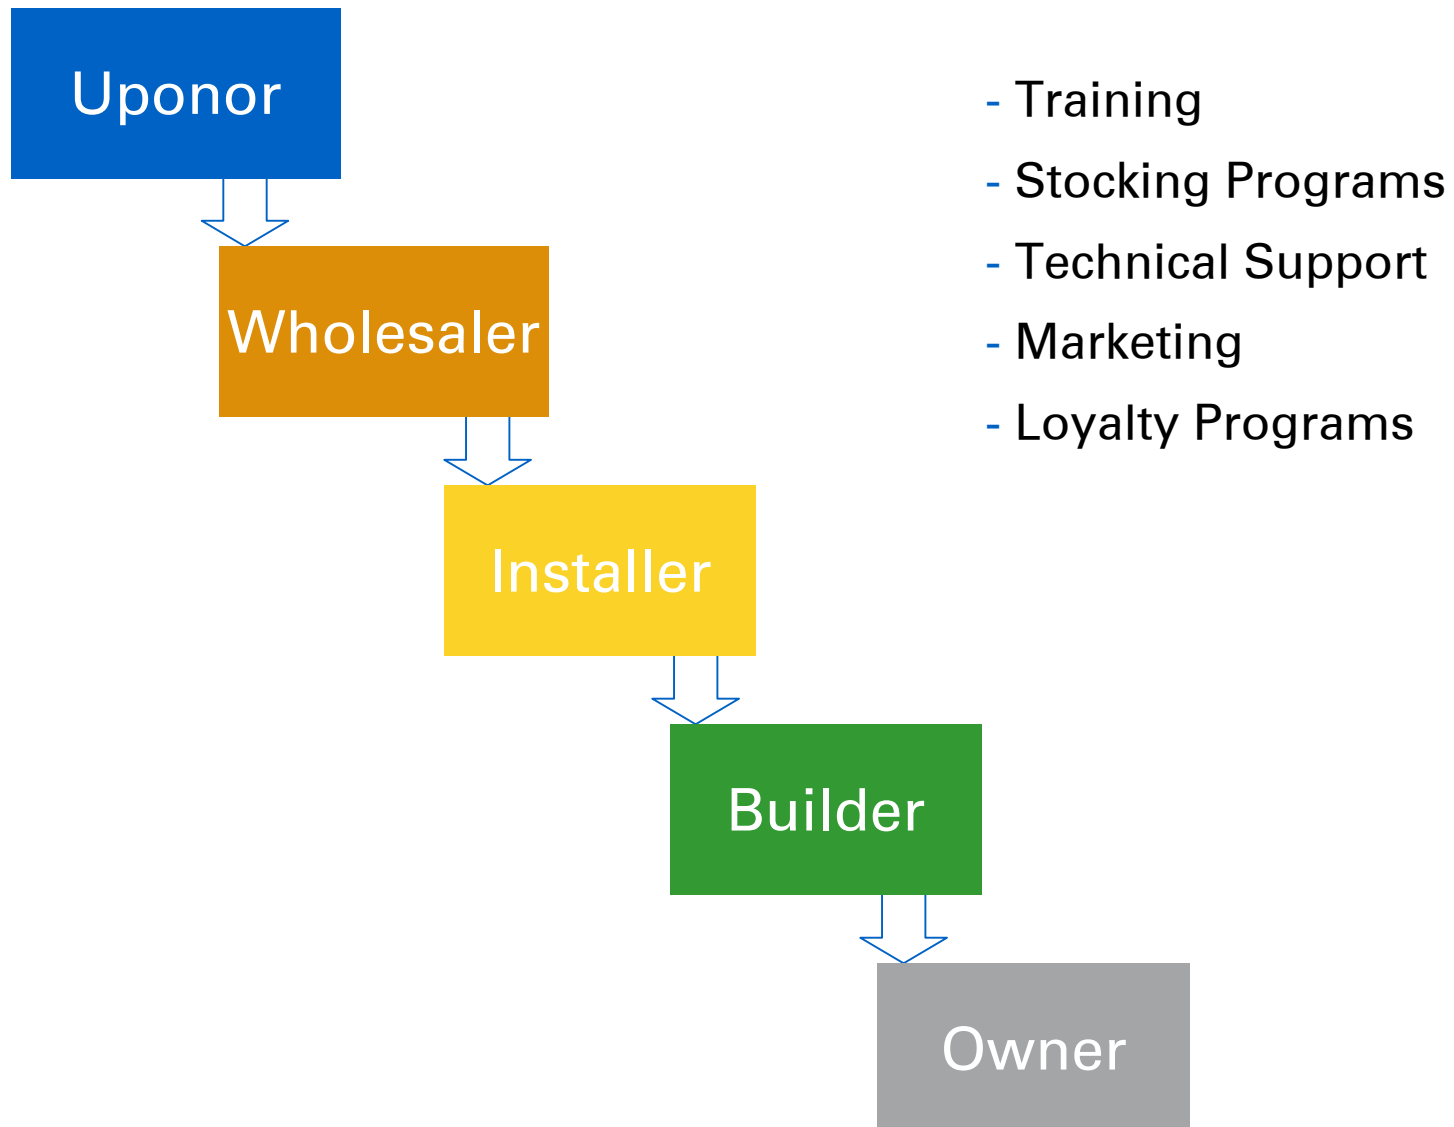 Uponor
- Training
- Stocking Programs
- Technical Support
- Marketing
- Loyalty Programs
Wholesaler
Installer
Builder
Owner